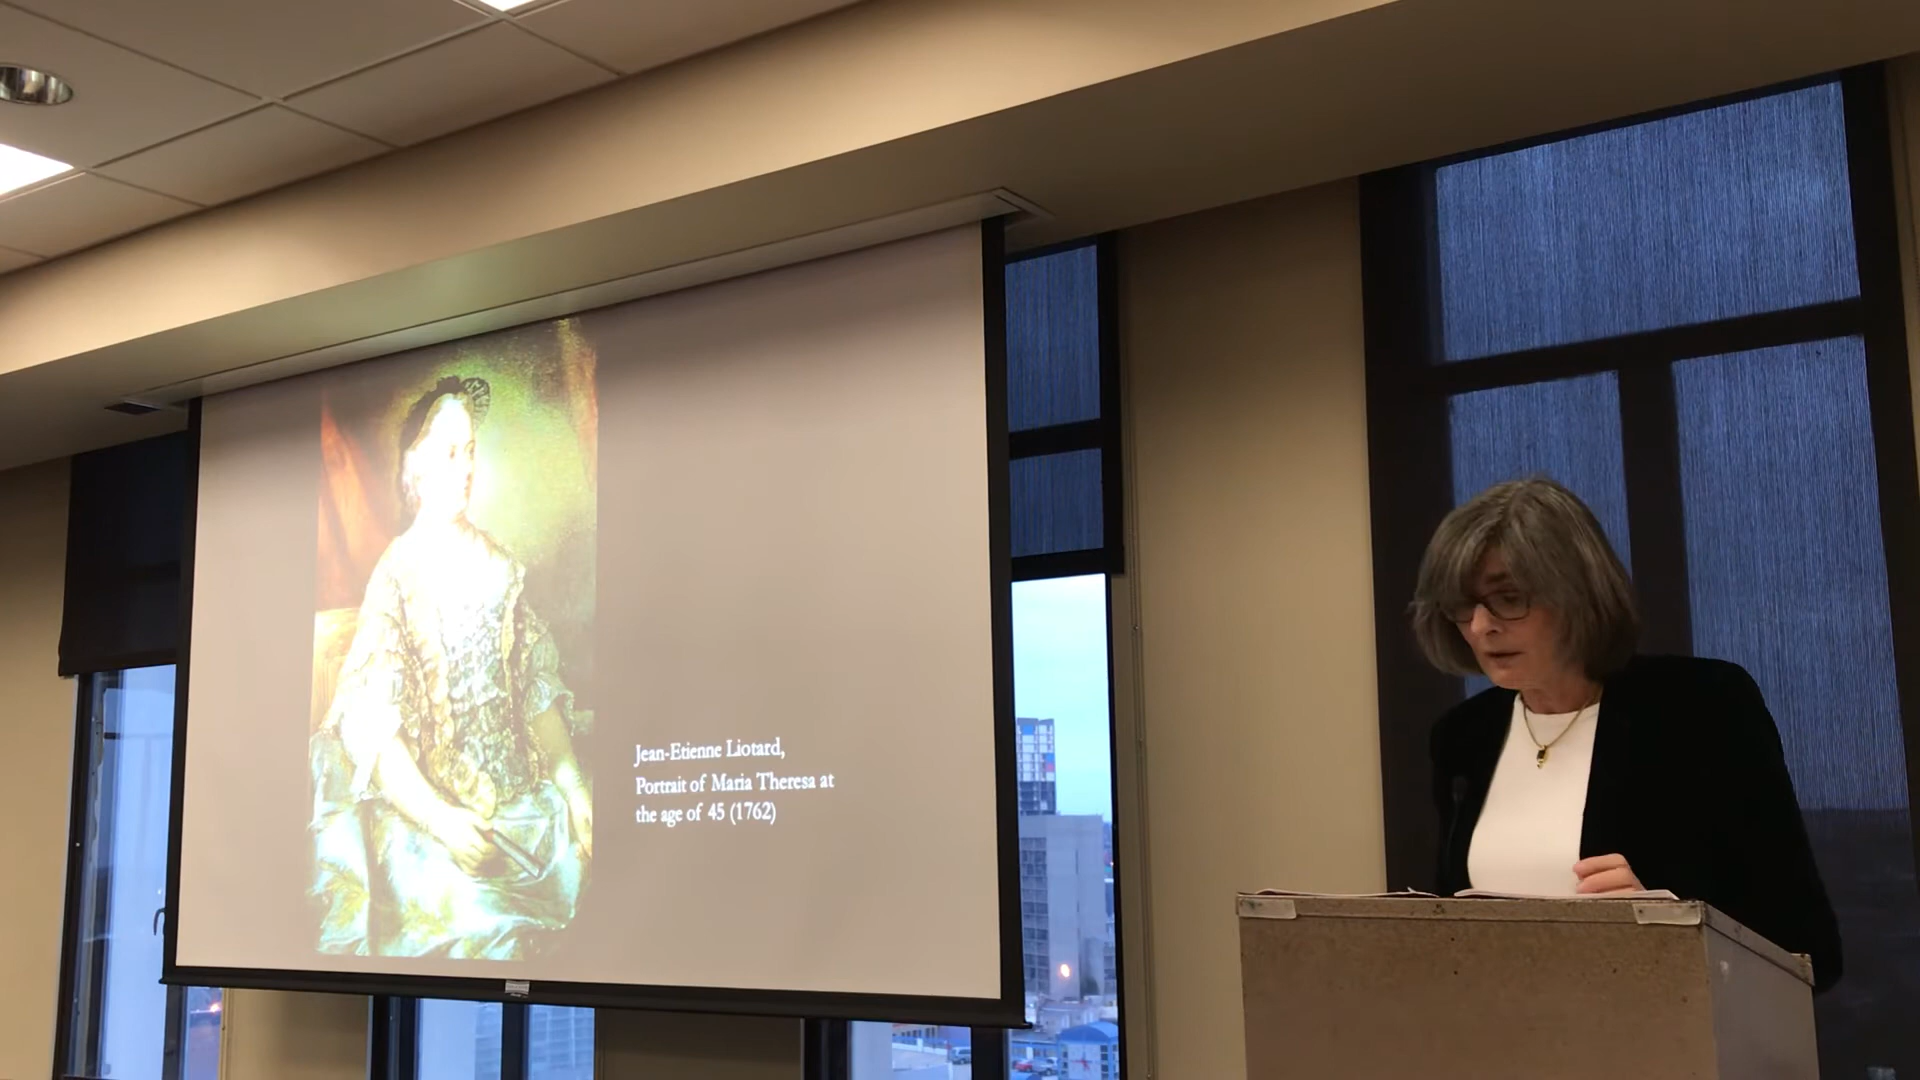 Jean-Etienne Liotard,
Portrait of Maria Theresa at
the age of 45 (1762)